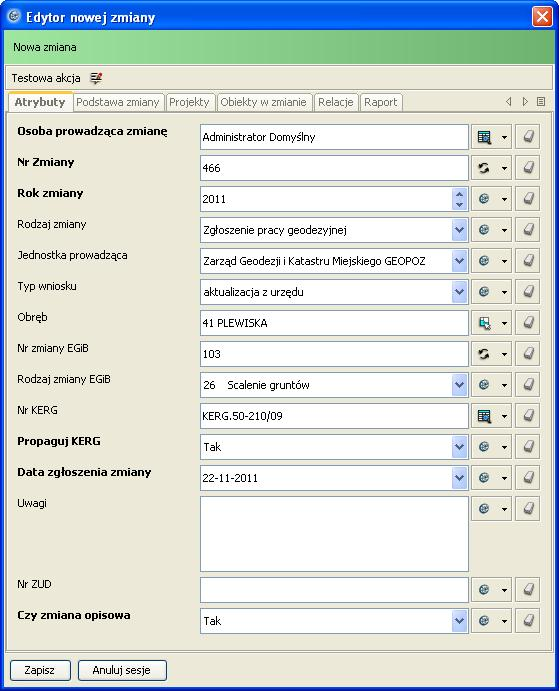 Edytor nowej zmiany
Nowa zmiana
Testowa akcja
Atrybuty Podstawa zmiany Projekty Obiekty w zmianie Relacje Raport
Osoba prowadząca zmianę Administrator Domyślny
Nr Zmiany 466
Rok zmiany 2011
Rodzaj zmiany Zgłoszenie pracy geodezyjnej
Jednostka prowadząca Zarząd Geodezji i Katastru Miejskiego GEOPOZ
Typ wniosku aktualizacja z urzędu
Obręb 41 PLEWISKA
Nr zmiany EGiB 103
Rodzaj zmiany EGiB 26 Scalenie gruntów
Nr KERG KERG.50-210/09
Propaguj KERG Tak
Data zgłoszenia zmiany 22-11-2011
Uwagi
Nr ZUD
Czy zmiana opisowa Tak
Zapisz Anuluj sesje